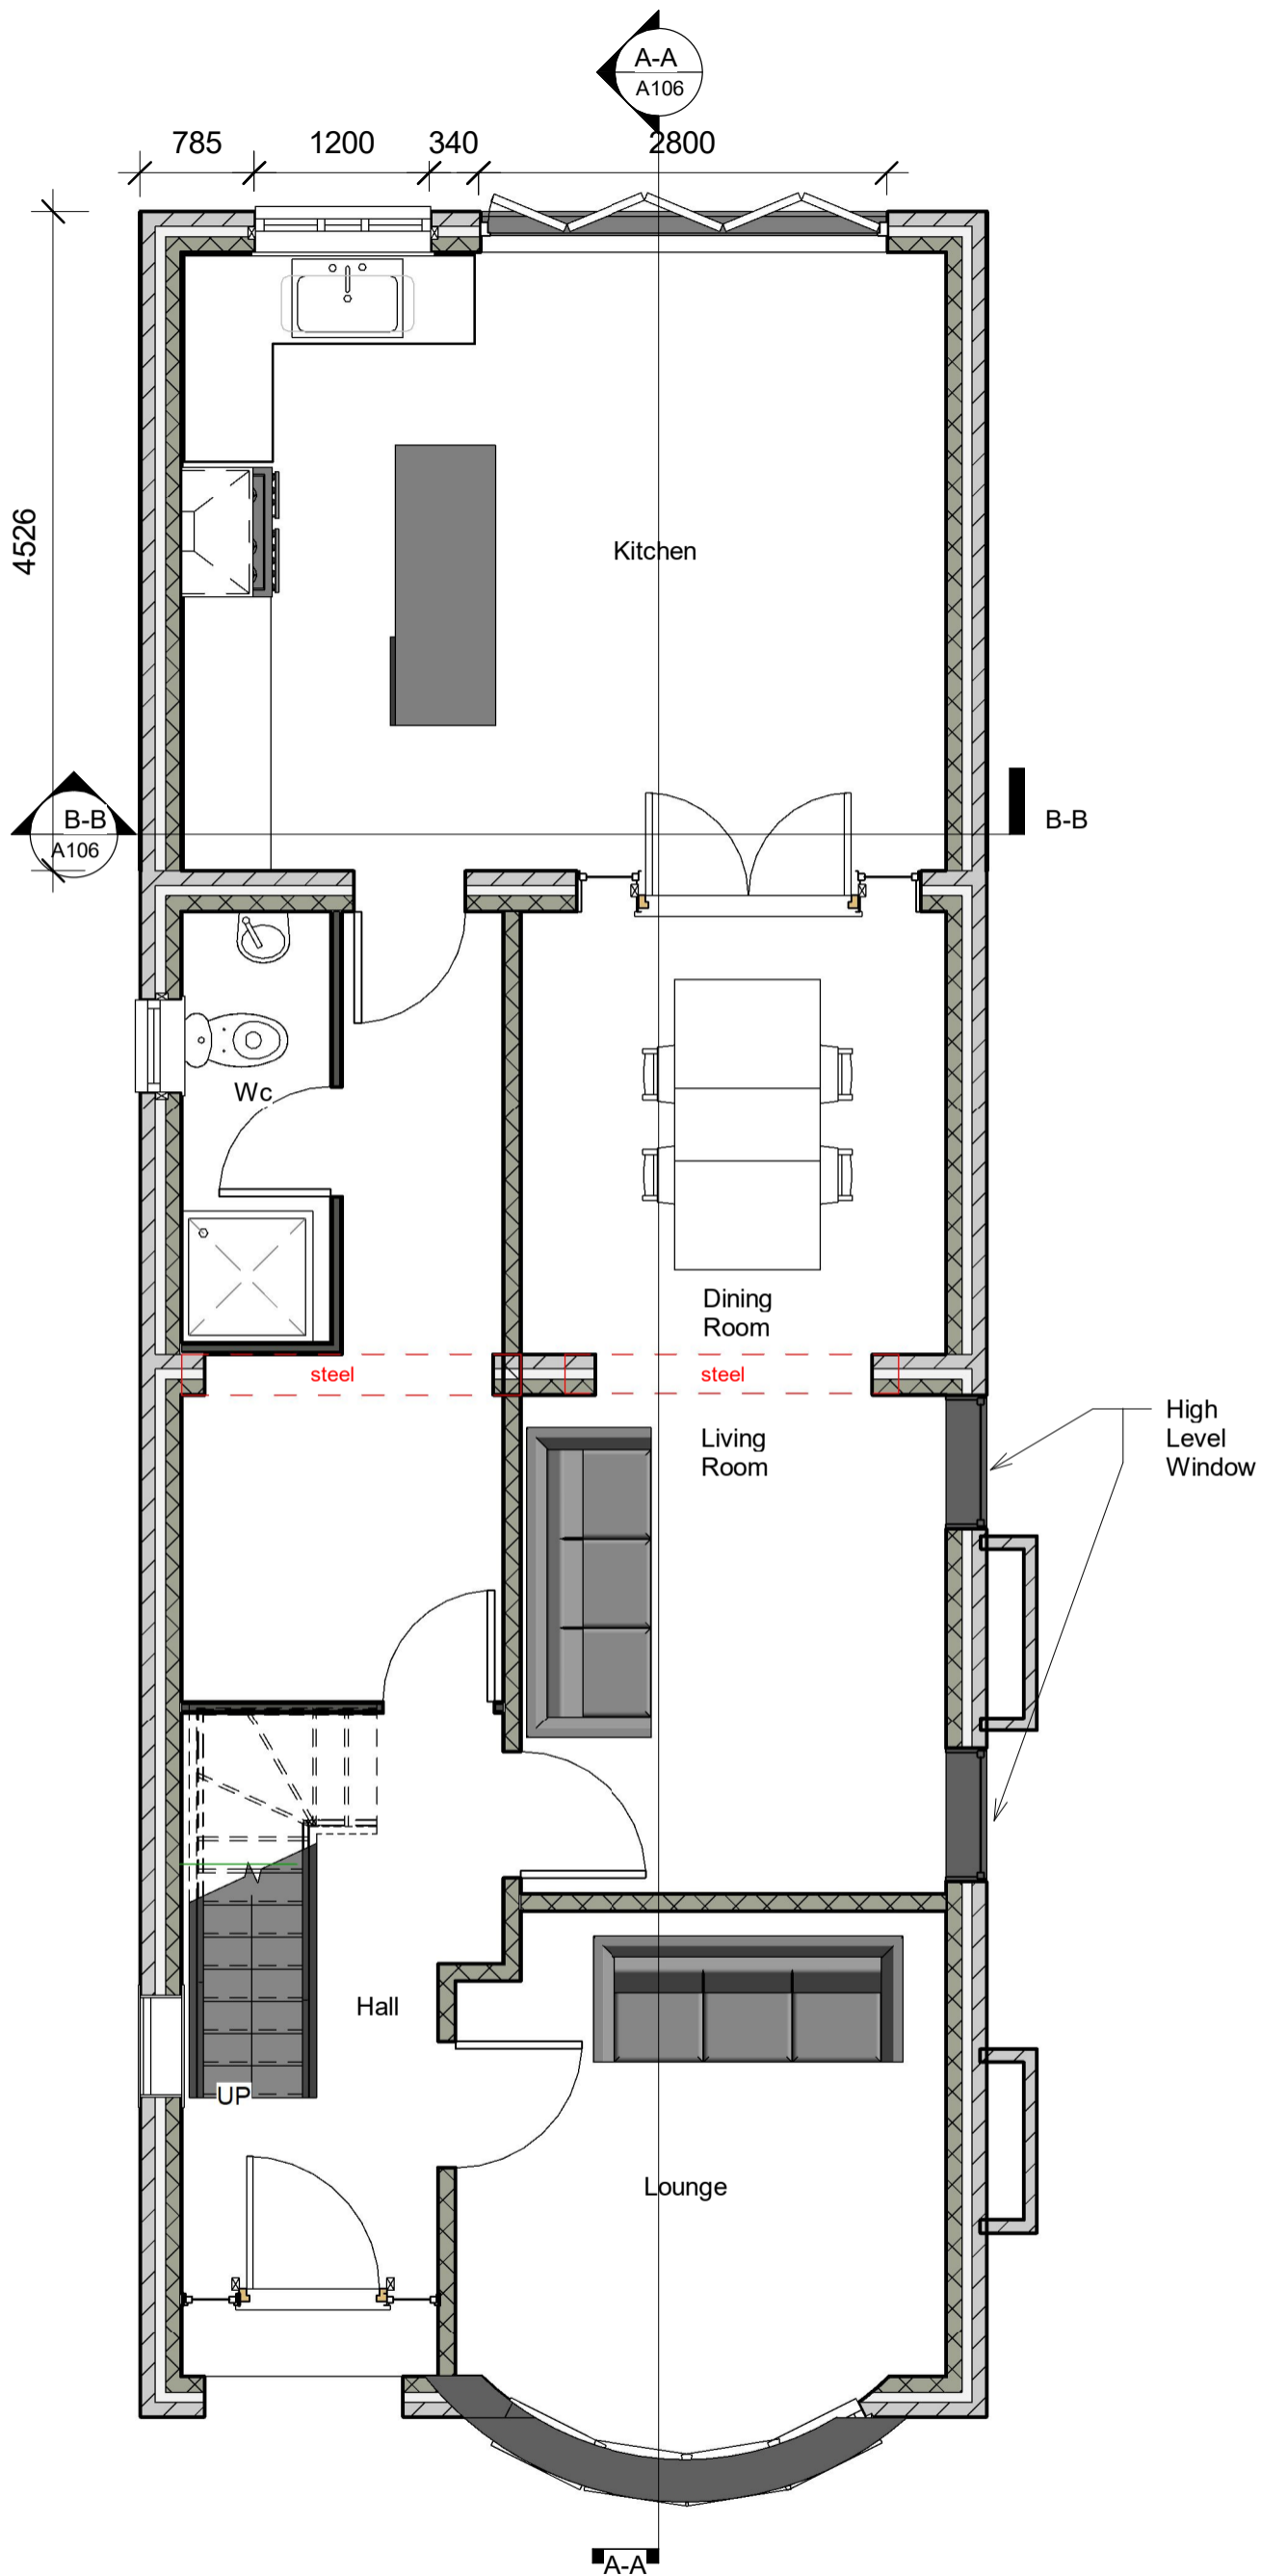 A-A
A106
785 1200 340 2800
4526
Kitchen
B-B
A106
B-B
Wc
Dining
Room
steel
steel
Living
Room
High
Level
Window
Hall
UP
Lounge
A-A